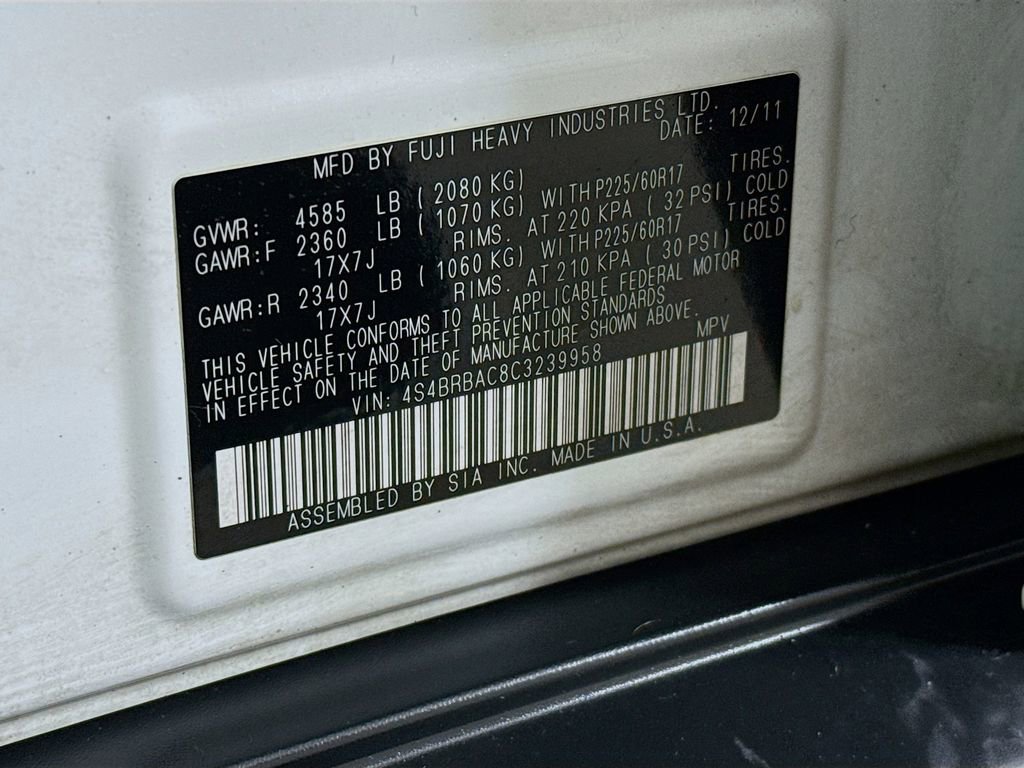 MFD BY FUJI HEAVY INDUSTRIES LTD.
DATE: 12/11
GVWR: 4585 LB ( 2080 KG)
GAWR:F 2360 LB ( 1070 KG) WITH P225/60R17 TIRES.
17X7J RIMS. AT 220 KPA ( 32 PSI) COLD
GAWR:R 2340 LB ( 1060 KG) WITH P225/60R17 TIRES.
17X7J RIMS. AT 210 KPA ( 30 PSI) COLD
THIS VEHICLE CONFORMS TO ALL APPLICABLE FEDERAL MOTOR
VEHICLE SAFETY AND THEFT PREVENTION STANDARDS
IN EFFECT ON THE DATE OF MANUFACTURE SHOWN ABOVE.
VIN: 4S4BRBAC8C3239958 MPV
ASSEMBLED BY SIA INC. MADE IN U.S.A.